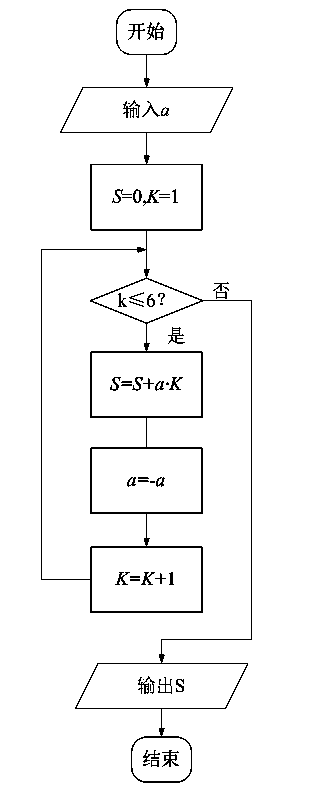 开始
输入a
S=0,K=1
k≤6?
否
是
S=S+a·K
a=-a
K=K+1
输出S
结束